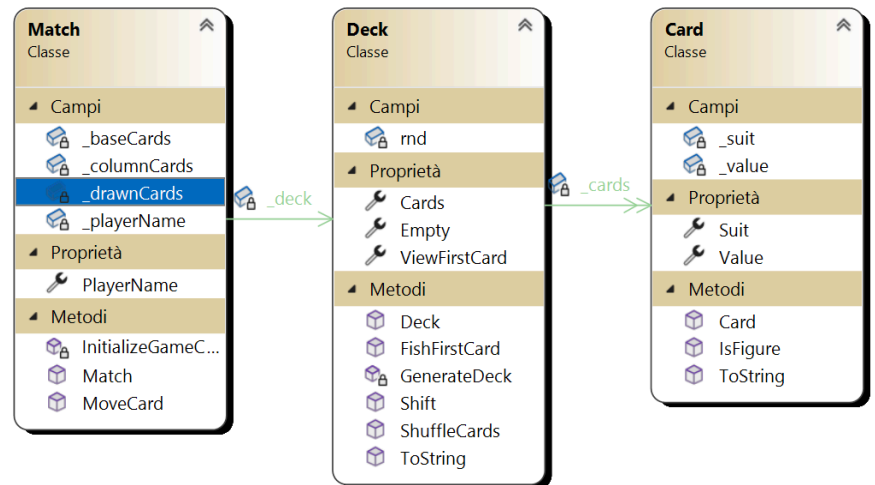 Match
Classe
Campi
_baseCards
_columnCards
_drawnCards
_playerName
Proprietà
PlayerName
Metodi
InitializeGameC...
Match
MoveCard
_deck
Deck
Classe
Campi
rnd
Proprietà
Cards
Empty
ViewFirstCard
Metodi
Deck
FishFirstCard
GenerateDeck
Shift
ShuffleCards
ToString
_cards
Card
Classe
Campi
_suit
_value
Proprietà
Suit
Value
Metodi
Card
IsFigure
ToString